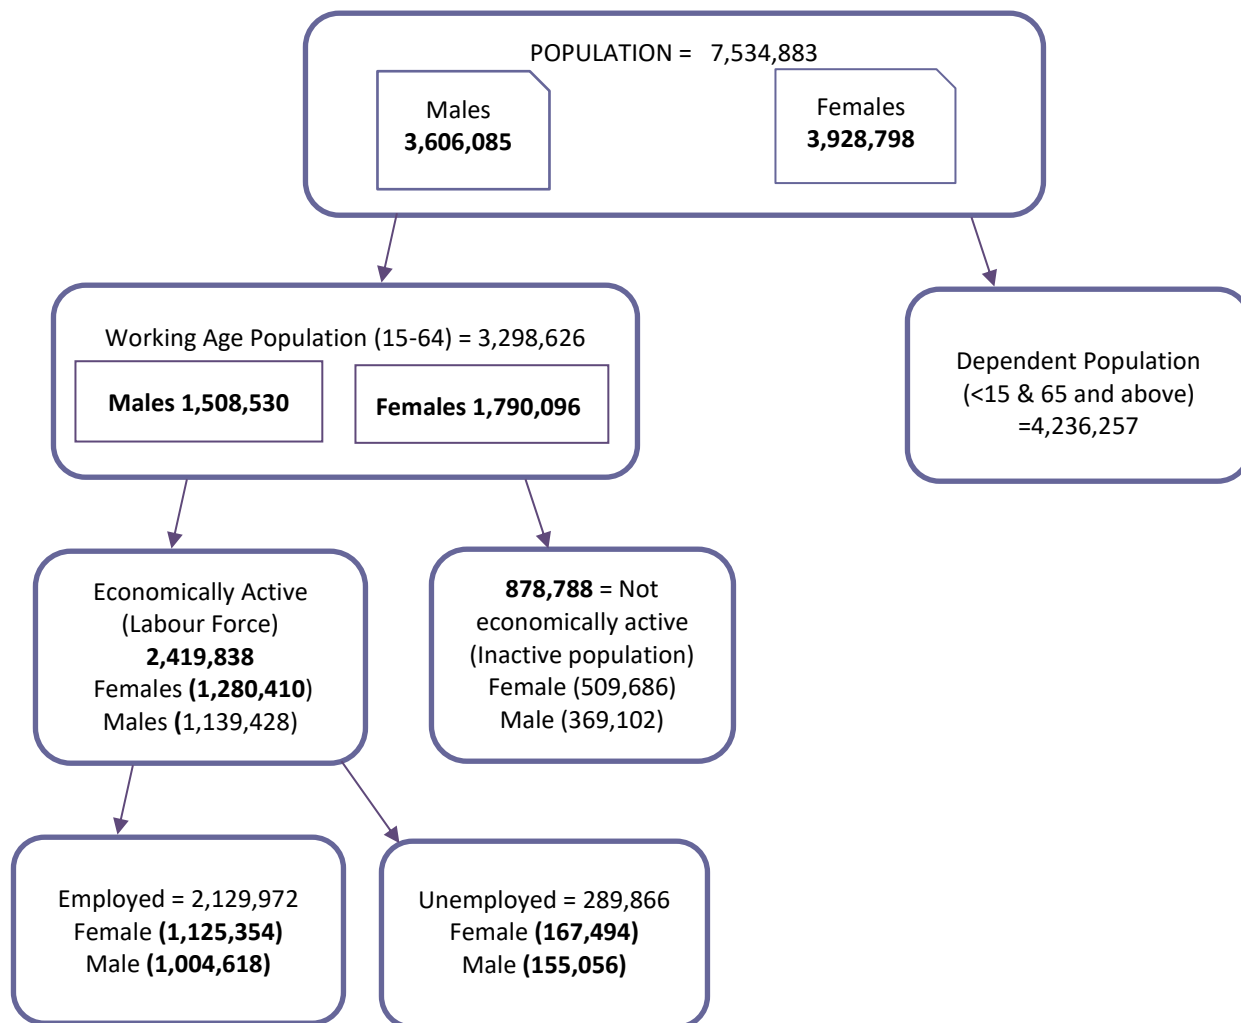 POPULATION = 7,534,883
Males
3,606,085
Females
3,928,798
Working Age Population (15-64) = 3,298,626
Males 1,508,530
Females 1,790,096
Dependent Population
(<15 & 65 and above)
=4,236,257
Economically Active
(Labour Force)
2,419,838
Females (1,280,410)
Males (1,139,428)
878,788 = Not
economically active
(Inactive population)
Female (509,686)
Male (369,102)
Employed = 2,129,972
Female (1,125,354)
Male (1,004,618)
Unemployed = 289,866
Female (167,494)
Male (155,056)